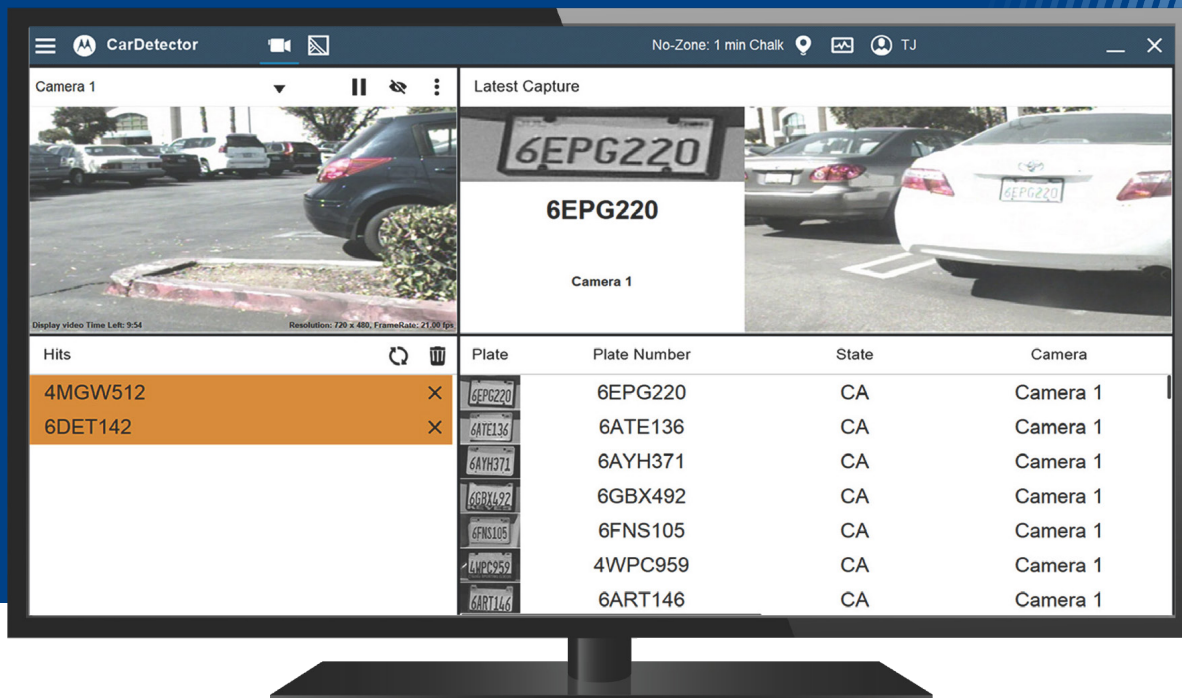 CarDetector
No-Zone: 1 min Chalk
TJ
Camera 1
Display video Time Left: 9:54
Resolution: 720 x 480, FrameRate: 21.00 fps
Latest Capture
6EPG220
6EPG220
Camera 1
6EPG220
Hits
4MGW512
6DET142
Plate Plate Number State Camera
6EPG220 6EPG220 CA Camera 1
6ATE136 6ATE136 CA Camera 1
6AYH371 6AYH371 CA Camera 1
6GBX492 6GBX492 CA Camera 1
6FNS105 6FNS105 CA Camera 1
4WPC959 4WPC959 CA Camera 1
6ART146 6ART146 CA Camera 1